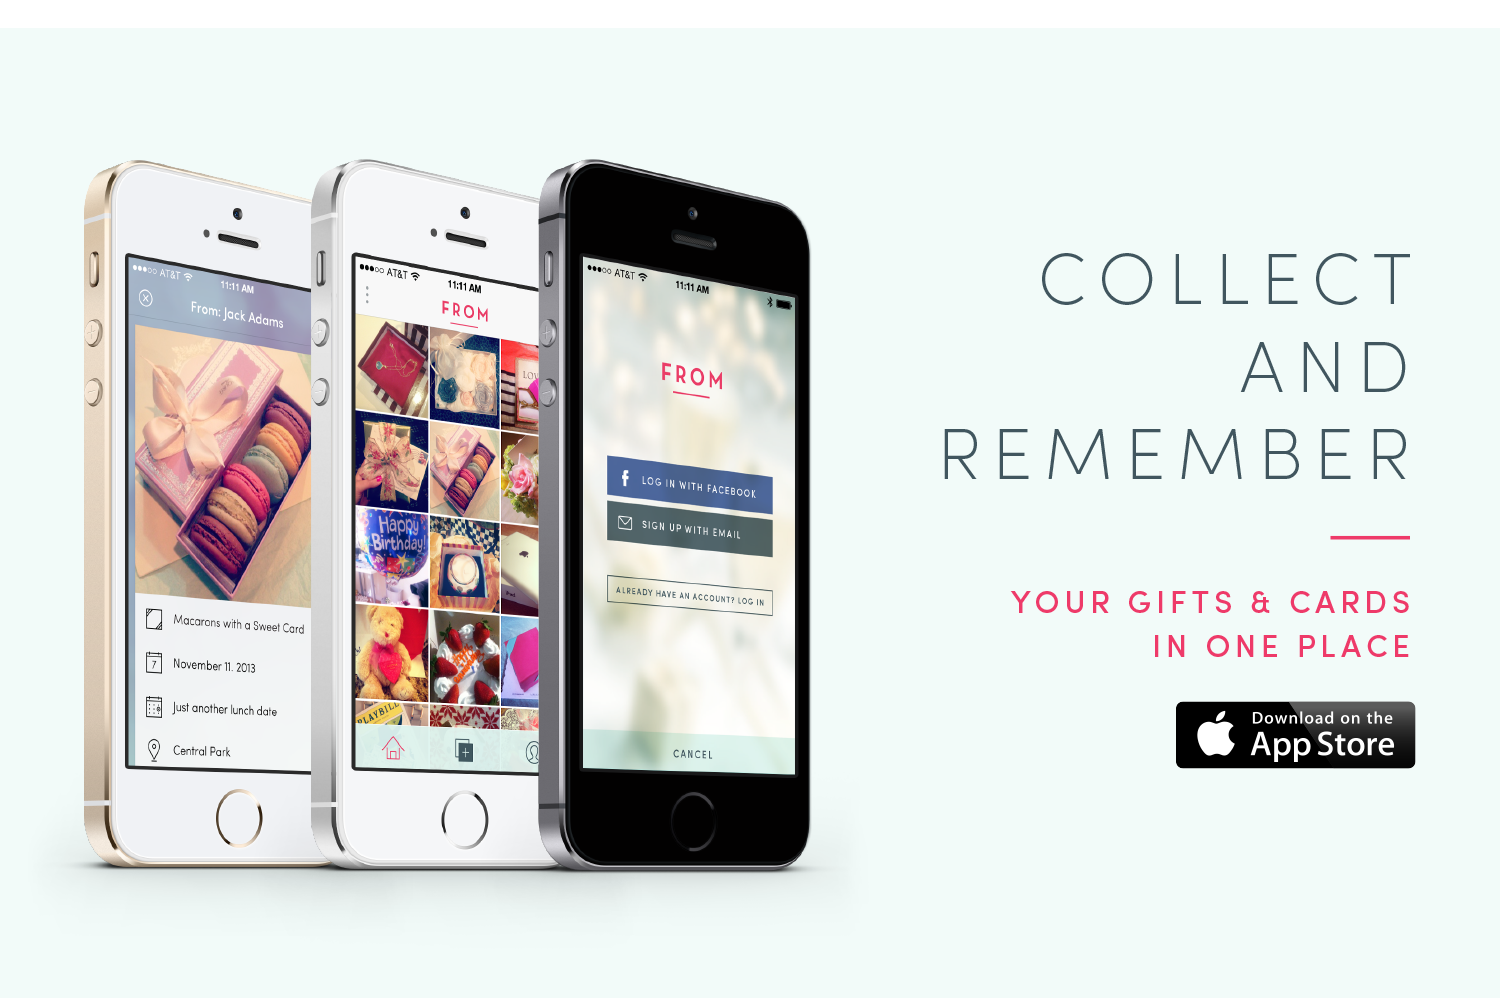 AT&T
11:11 AM
From: Jack Adams
Macarons with a Sweet Card
7
November 11. 2013
Just another lunch date
Central Park
AT&T
11:11 AM
FROM
LOV
Happy
Birthday!
PLAYBILL
AT&T
11:11 AM
FROM
f LOG IN WITH FACEBOOK
SIGN UP WITH EMAIL
ALREADY HAVE AN ACCOUNT? LOG IN
CANCEL
COLLECT
AND
REMEMBER
YOUR GIFTS & CARDS
IN ONE PLACE
Download on the
App Store